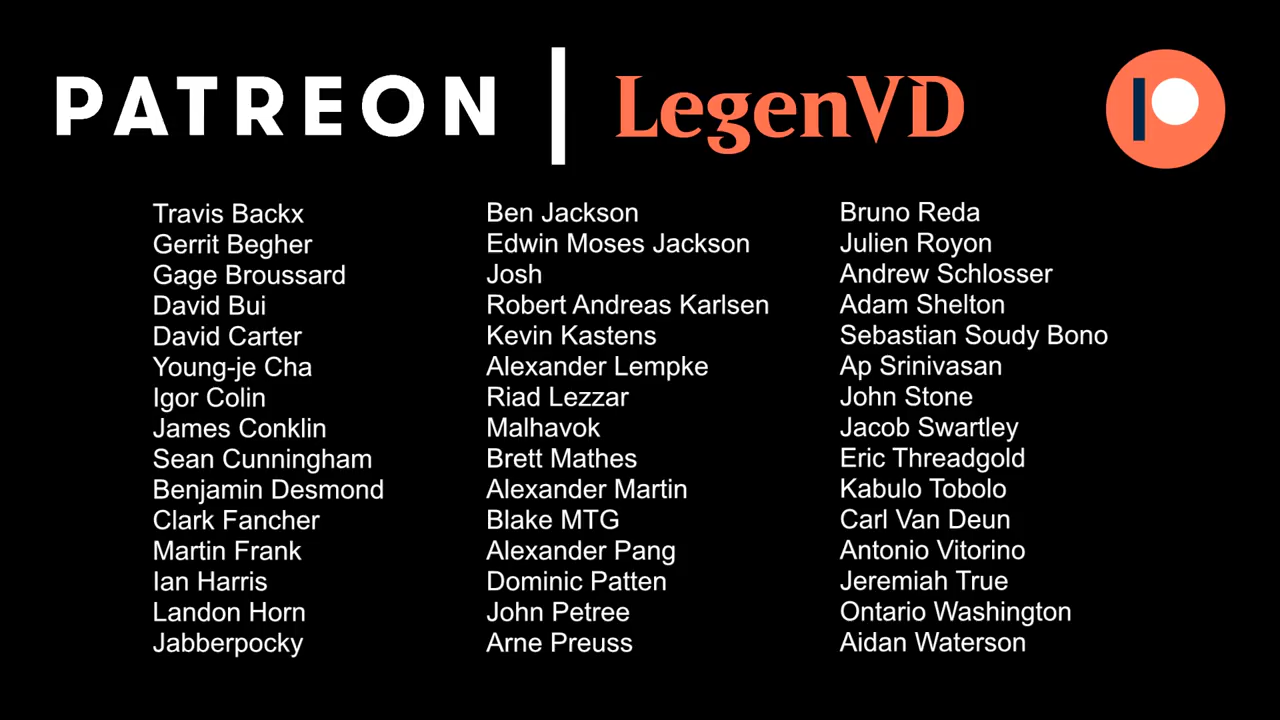 PATREON | LegenVD
Travis Backx
Gerrit Begher
Gage Broussard
David Bui
David Carter
Young-je Cha
Igor Colin
James Conklin
Sean Cunningham
Benjamin Desmond
Clark Fancher
Martin Frank
Ian Harris
Landon Horn
Jabberpocky
Ben Jackson
Edwin Moses Jackson
Josh
Robert Andreas Karlsen
Kevin Kastens
Alexander Lempke
Riad Lezzar
Malhavok
Brett Mathes
Alexander Martin
Blake MTG
Alexander Pang
Dominic Patten
John Petree
Arne Preuss
Bruno Reda
Julien Royon
Andrew Schlosser
Adam Shelton
Sebastian Soudy Bono
Ap Srinivasan
John Stone
Jacob Swartley
Eric Threadgold
Kabulo Tobolo
Carl Van Deun
Antonio Vitorino
Jeremiah True
Ontario Washington
Aidan Waterson